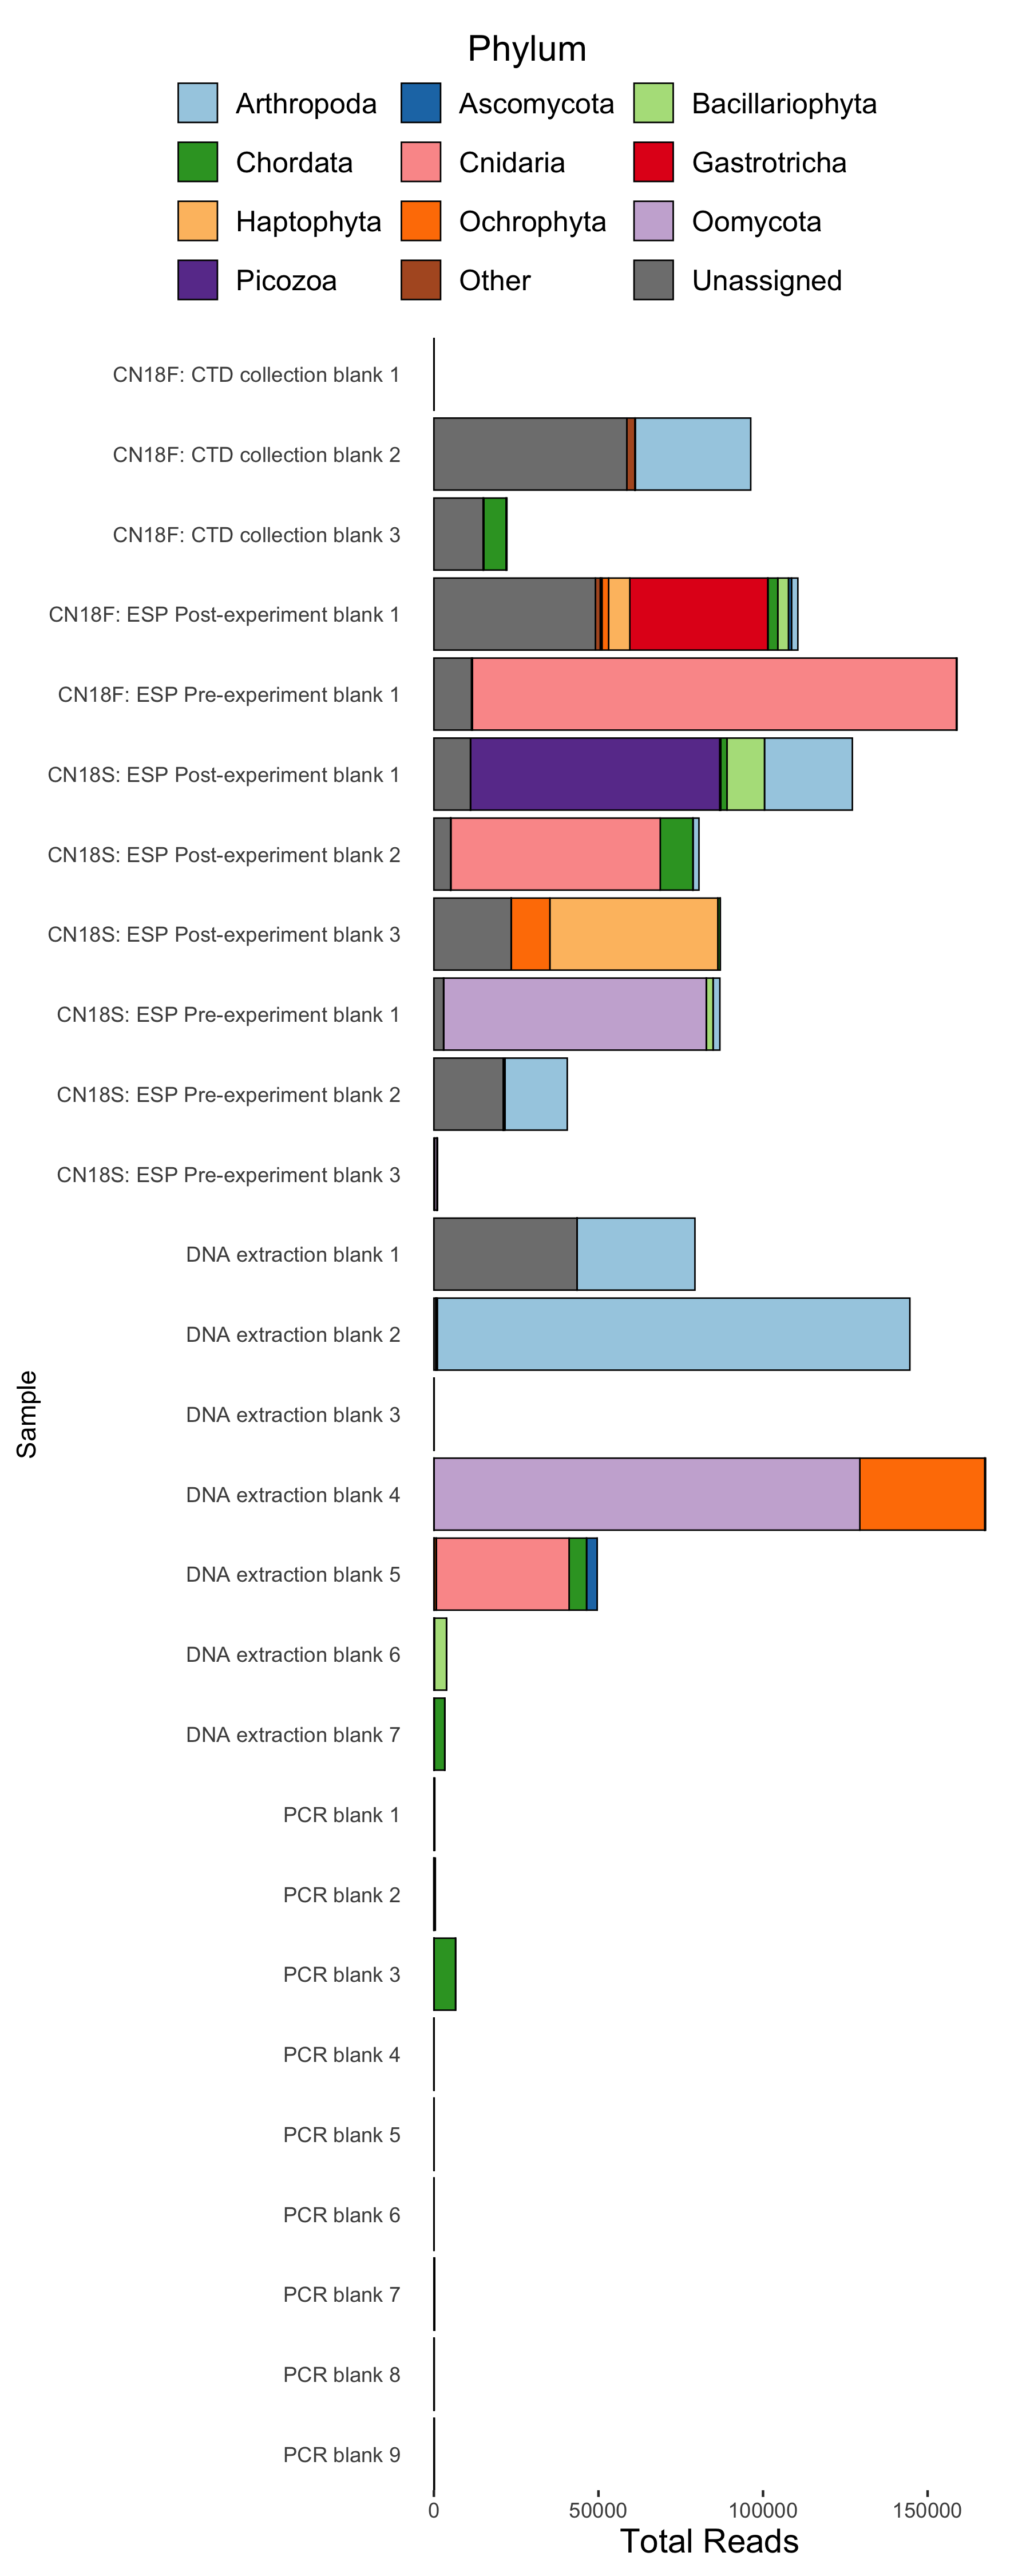 Phylum
Arthropoda Ascomycota Bacillariophyta
Chordata Cnidaria Gastrotricha
Haptophyta Ochrophyta Oomycota
Picozoa Other Unassigned
CN18F: CTD collection blank 1
CN18F: CTD collection blank 2
CN18F: CTD collection blank 3
CN18F: ESP Post-experiment blank 1
CN18F: ESP Pre-experiment blank 1
CN18S: ESP Post-experiment blank 1
CN18S: ESP Post-experiment blank 2
CN18S: ESP Post-experiment blank 3
CN18S: ESP Pre-experiment blank 1
CN18S: ESP Pre-experiment blank 2
CN18S: ESP Pre-experiment blank 3
DNA extraction blank 1
DNA extraction blank 2
DNA extraction blank 3
DNA extraction blank 4
DNA extraction blank 5
DNA extraction blank 6
DNA extraction blank 7
PCR blank 1
PCR blank 2
PCR blank 3
PCR blank 4
PCR blank 5
PCR blank 6
PCR blank 7
PCR blank 8
PCR blank 9
Sample
0 50000 100000 150000
Total Reads